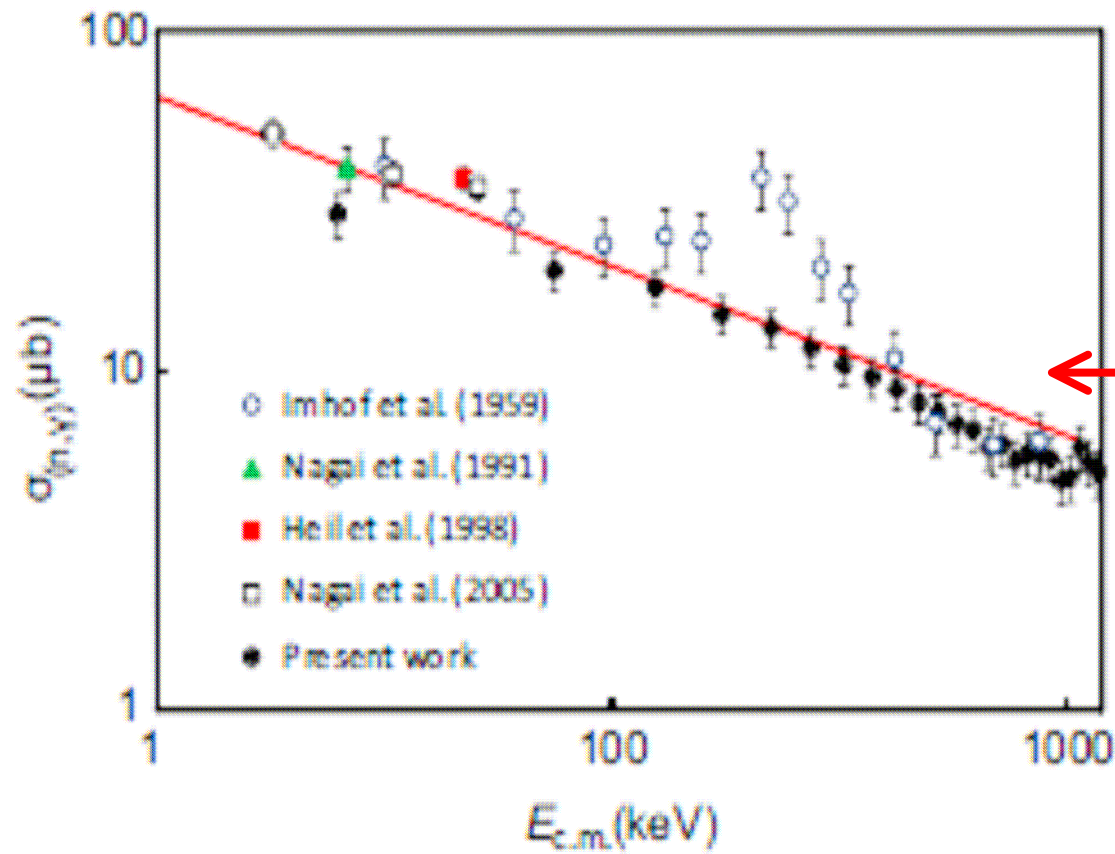 100
10
1
σ(n,γ)(μb)
Imhof et al.(1959)
Nagai et al.(1991)
Heil et al.(1998)
Nagai et al.(2005)
Present work
1
100
1000
Ec.m.(keV)